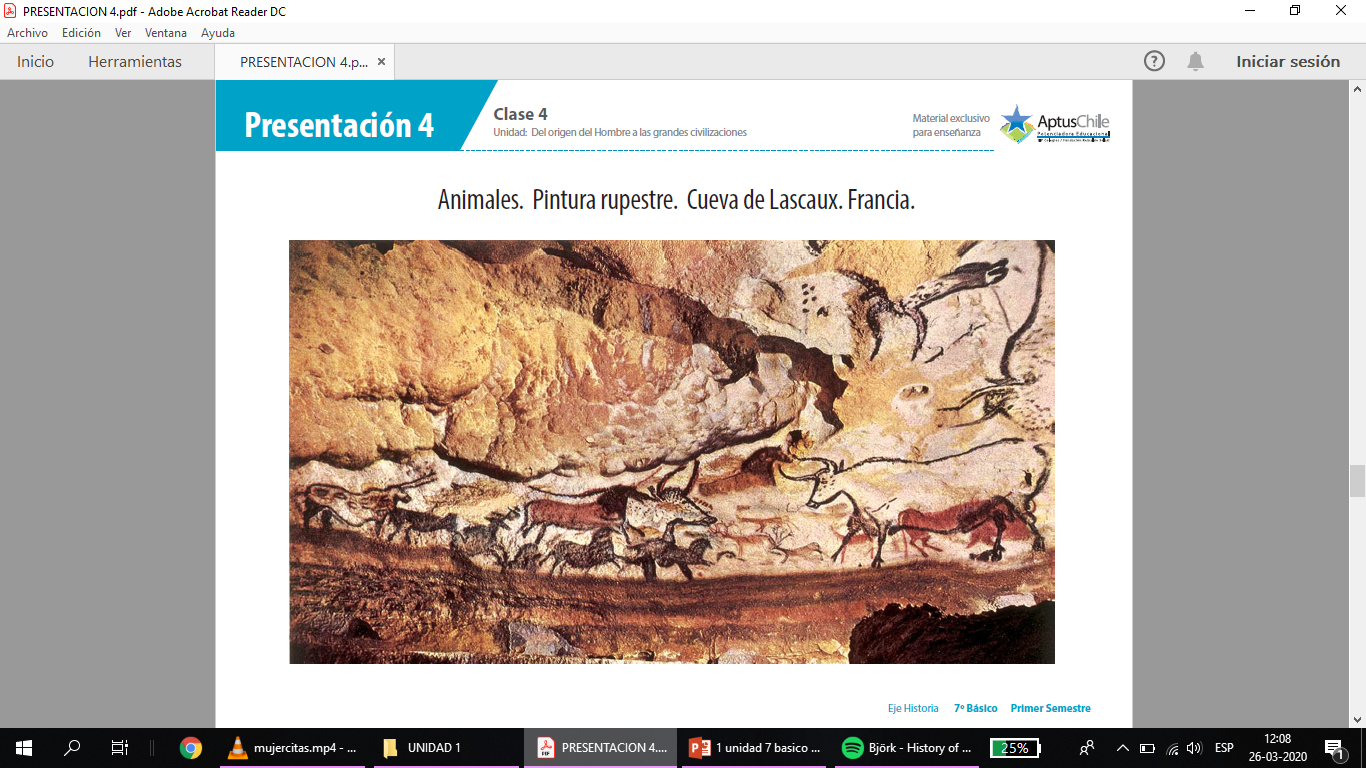 PRESENTACION 4.pdf - Adobe Acrobat Reader DC
Archivo Edición Ver Ventana Ayuda
Inicio Herramientas PRESENTACION 4.p... × ? Iniciar sesión
Presentación 4
Clase 4
Unidad: Del origen del Hombre a las grandes civilizaciones
Material exclusivo
para enseñanza
AptusChile
Potenciadora Educacional
Animales. Pintura rupestre. Cueva de Lascaux. Francia.
Eje Historia 7º Básico Primer Semestre
mujercitas.mp4 - ...
UNIDAD 1
PRESENTACION 4....
1 unidad 7 basico ...
Björk - History of ...
25%
ESP
12:08
26-03-2020
1